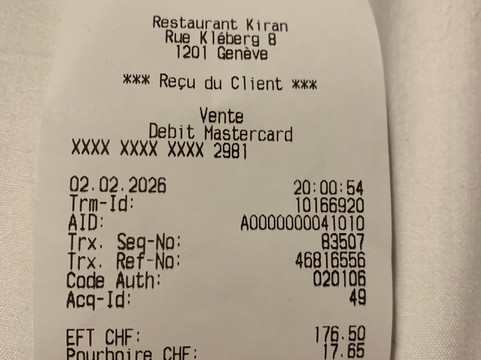 Restaurant Kiran
Rue Kléberg 8
1201 Genève
*** Reçu du Client ***
Vente
Debit Mastercard
XXXX XXXX XXXX 2981
02.02.2026 20:00:54
Trm-Id: 10166920
AID: A0000000041010
Trx. Seq-No: 83507
Trx. Ref-No: 46816556
Code Auth: 020106
Acq-Id: 49
EFT CHF: 176.50
Pourboire CHF: 17.65